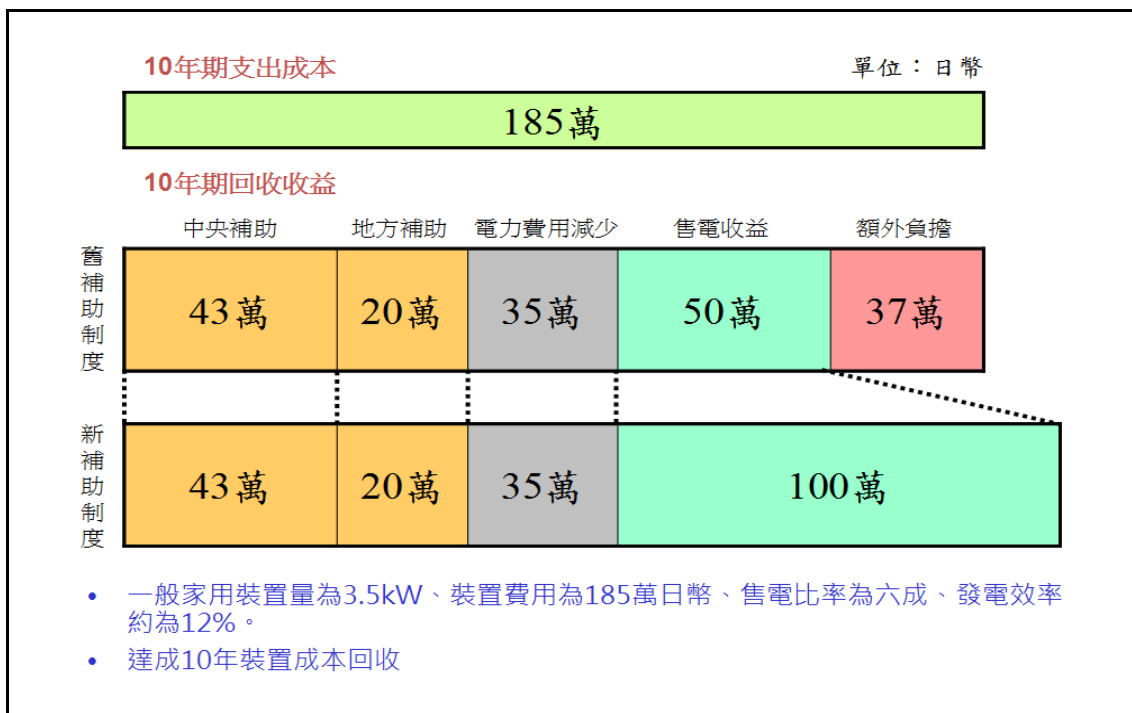 10年期支出成本
單位：日幣
185萬
10年期回收收益
中央補助 地方補助 電力費用減少 售電收益 額外負擔
舊補助制度
43萬 20萬 35萬 50萬 37萬
新補助制度
43萬 20萬 35萬 100萬
• 一般家用裝置量為3.5kW、裝置費用為185萬日幣、售電比率為六成、發電效率
約為12%。
• 達成10年裝置成本回收